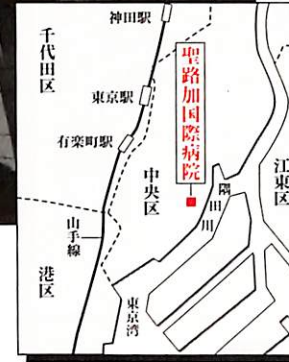 神田駅
千代田区
東京駅
有楽町駅
聖路加国際病院
中央区
隅田川
江東区
山手線
港区
東京湾